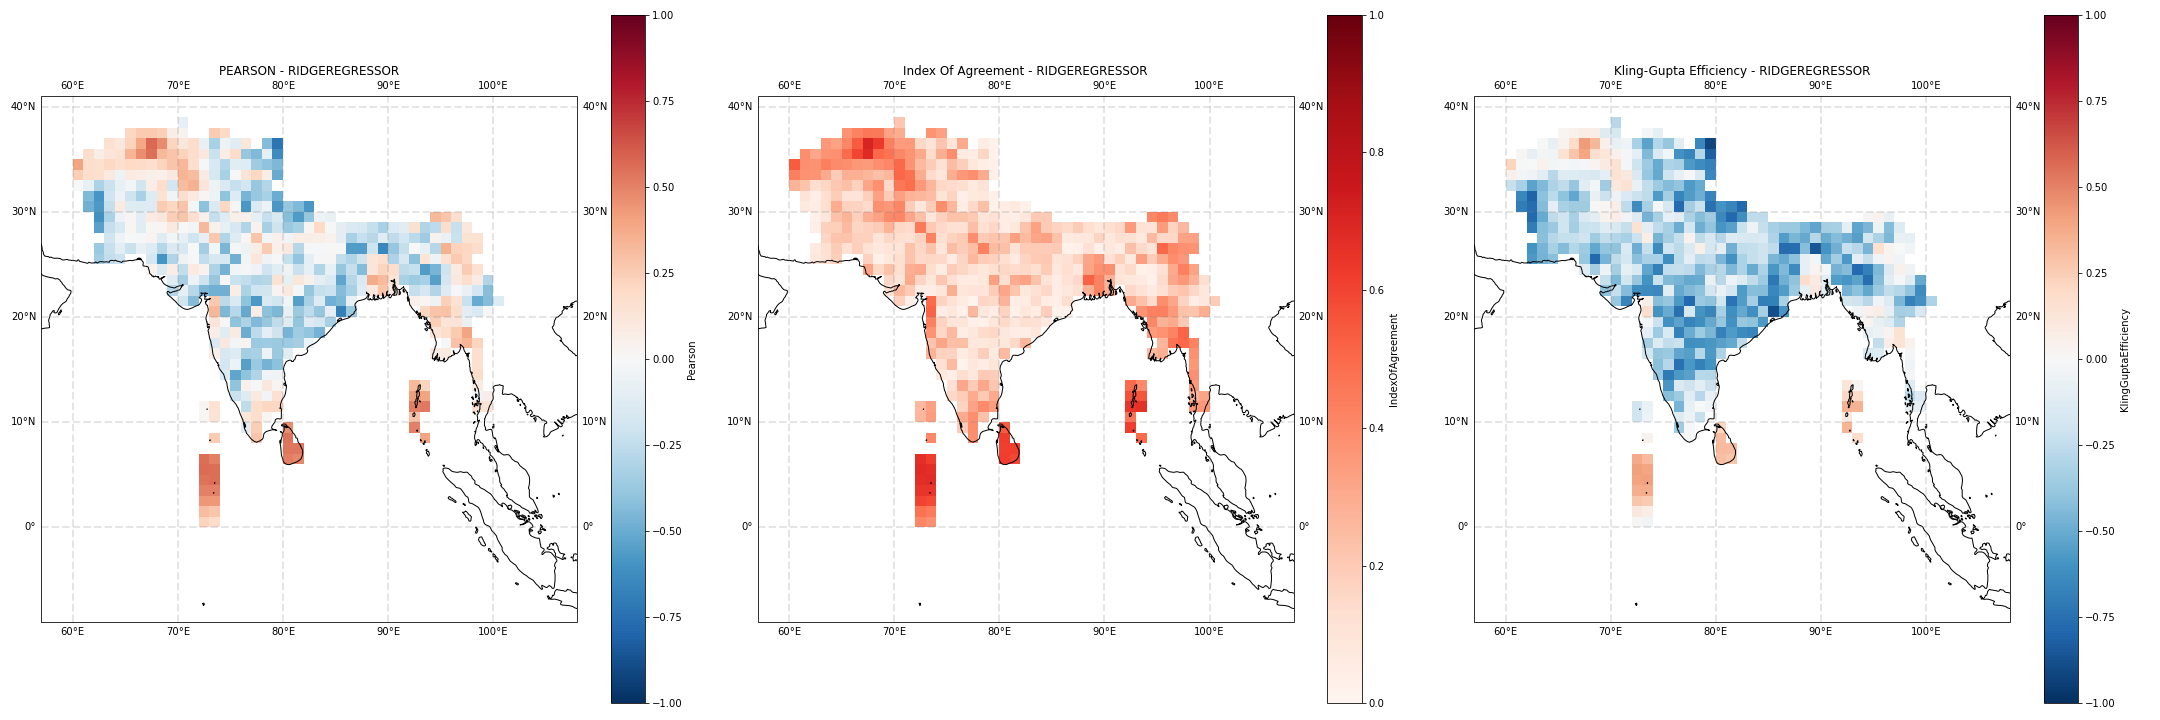 PEARSON - RIDGEREGRESSOR
60°E 70°E 80°E 90°E 100°E
40°N 40°N
30°N 30°N
20°N 20°N
10°N 10°N
0° 0°
60°E 70°E 80°E 90°E 100°E
1.00
0.75
0.50
0.25
0.00
−0.25
−0.50
−0.75
−1.00
Pearson
Index Of Agreement - RIDGEREGRESSOR
60°E 70°E 80°E 90°E 100°E
40°N 40°N
30°N 30°N
20°N 20°N
10°N 10°N
0° 0°
60°E 70°E 80°E 90°E 100°E
1.0
0.8
0.6
0.4
0.2
0.0
IndexOfAgreement
Kling-Gupta Efficiency - RIDGEREGRESSOR
60°E 70°E 80°E 90°E 100°E
40°N 40°N
30°N 30°N
20°N 20°N
10°N 10°N
0° 0°
60°E 70°E 80°E 90°E 100°E
1.00
0.75
0.50
0.25
0.00
−0.25
−0.50
−0.75
−1.00
KlingGuptaEfficiency